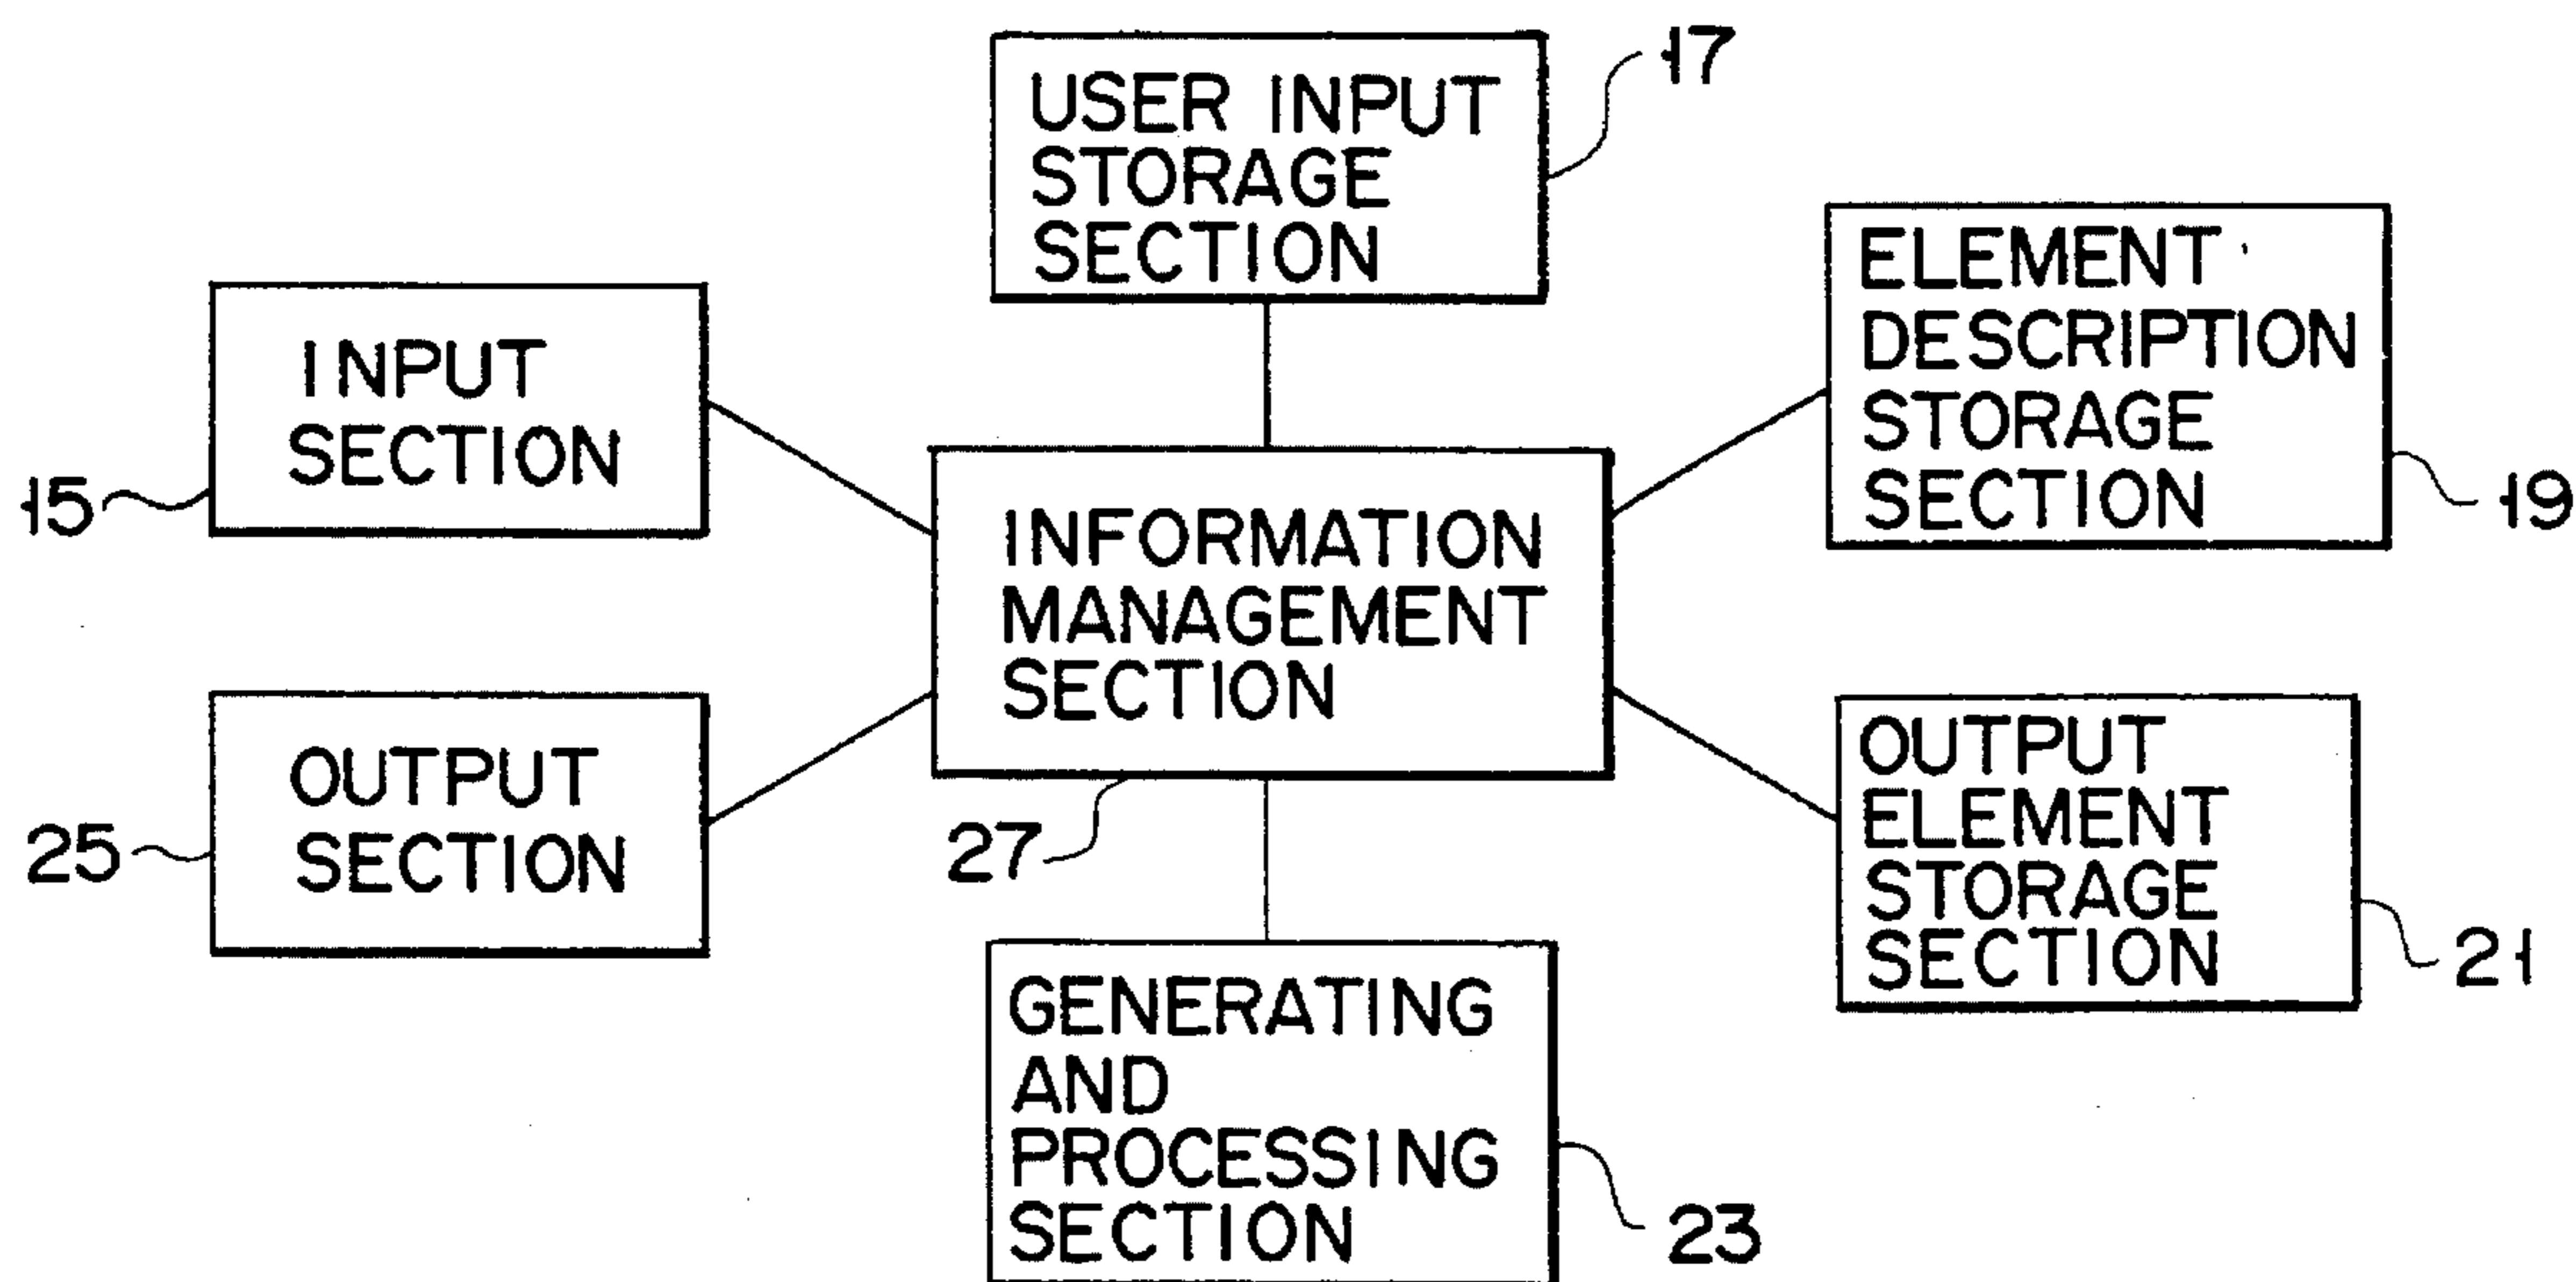 USER INPUT
STORAGE
SECTION
17
INPUT
SECTION
15
ELEMENT
DESCRIPTION
STORAGE
SECTION
19
INFORMATION
MANAGEMENT
SECTION
27
OUTPUT
SECTION
25
OUTPUT
ELEMENT
STORAGE
SECTION
21
GENERATING
AND
PROCESSING
SECTION
23